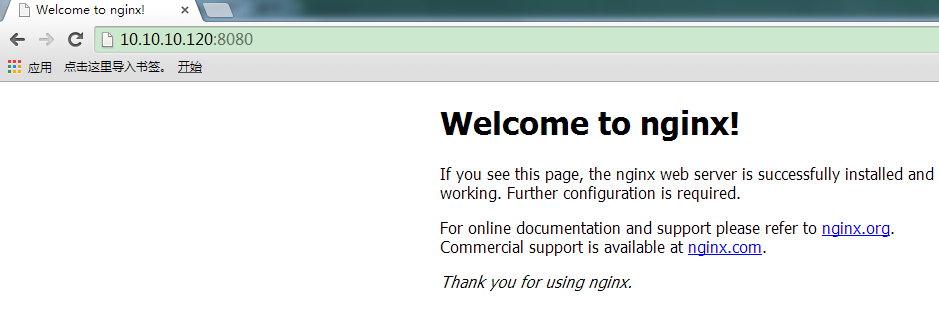 Welcome to nginx!
10.10.10.120:8080
应用 点击这里导入书签。 开始
Welcome to nginx!
If you see this page, the nginx web server is successfully installed and
working. Further configuration is required.
For online documentation and support please refer to nginx.org.
Commercial support is available at nginx.com.
Thank you for using nginx.